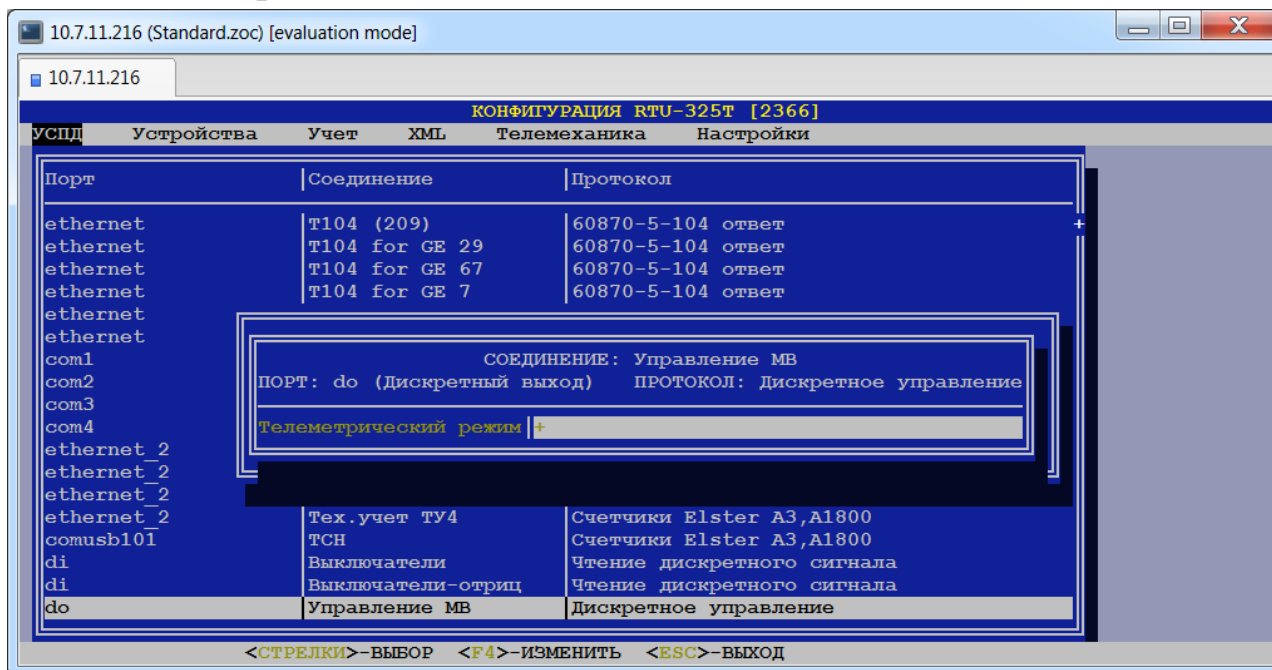 10.7.11.216 (Standard.zoc) [evaluation mode]
10.7.11.216
КОНФИГУРАЦИЯ RTU-325T [2366]
УСПД Устройства Учет XML Телемеханика Настройки
Порт Соединение Протокол
ethernet T104 (209) 60870-5-104 ответ +
ethernet T104 for GE 29 60870-5-104 ответ
ethernet T104 for GE 67 60870-5-104 ответ
ethernet T104 for GE 7 60870-5-104 ответ
ethernet
ethernet
com1
com2
com3
com4
ethernet_2
ethernet_2
ethernet_2
СОЕДИНЕНИЕ: Управление МВ
ПОРТ: do (Дискретный выход) ПРОТОКОЛ: Дискретное управление
Телеметрический режим +
ethernet_2 Тех.учет ТУ4 Счетчики Elster A3,A1800
comusb101 ТСН Счетчики Elster A3,A1800
di Выключатели Чтение дискретного сигнала
di Выключатели-отриц Чтение дискретного сигнала
do Управление МВ Дискретное управление
<СТРЕЛКИ>-ВЫБОР <F4>-ИЗМЕНИТЬ <ESC>-ВЫХОД